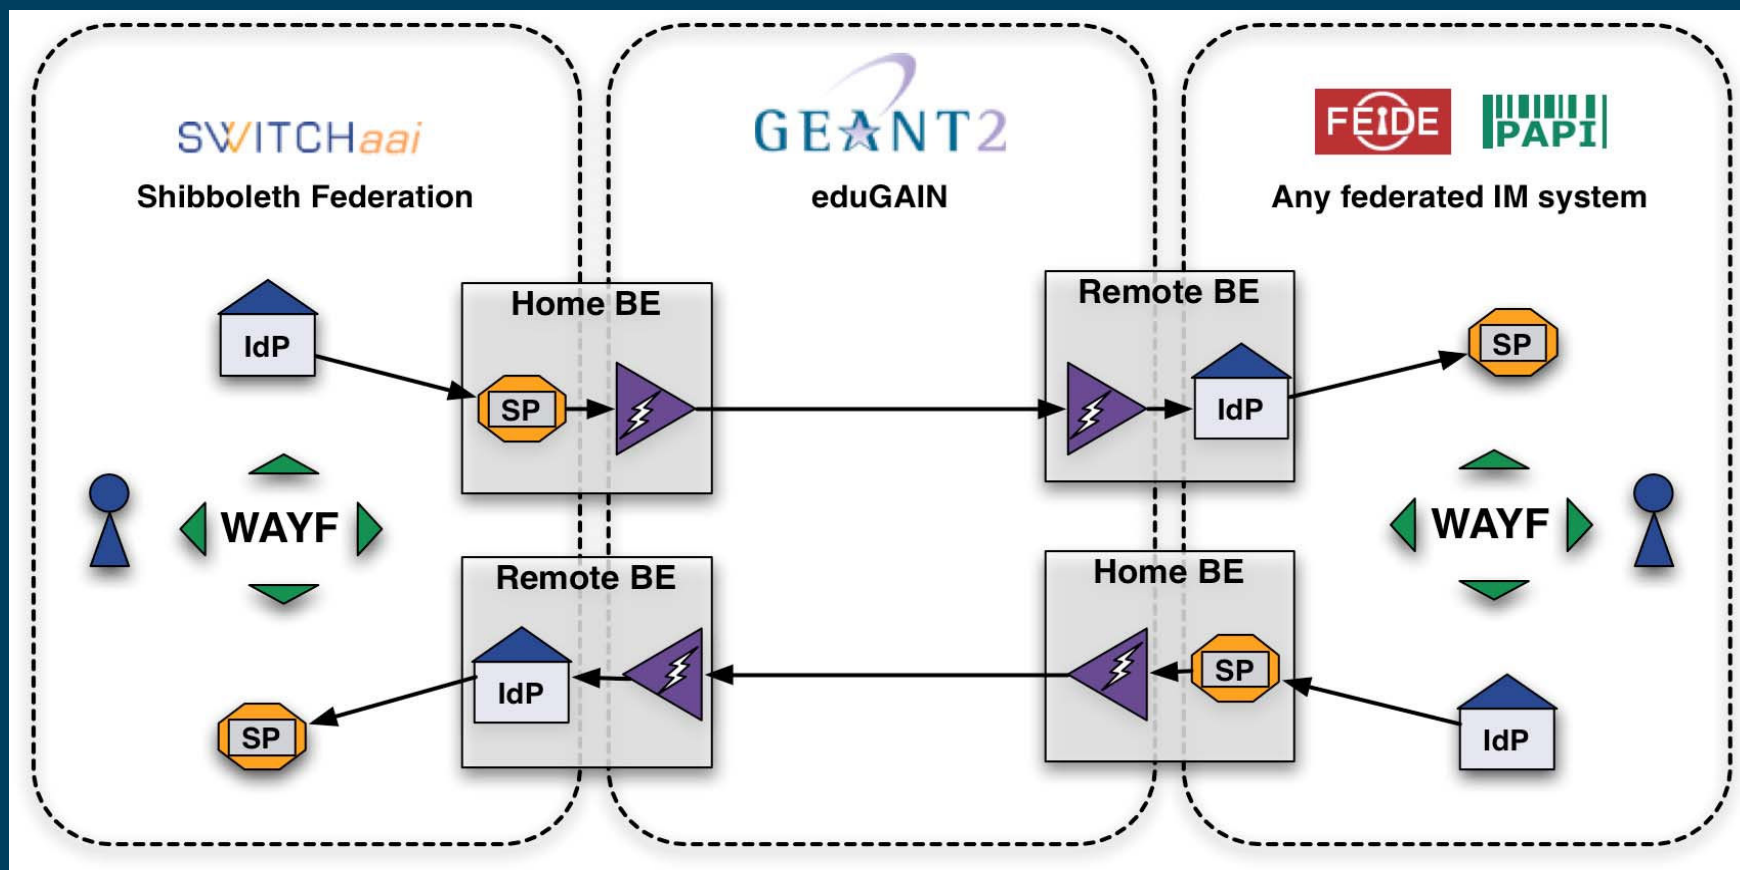 SWITCHaai
Shibboleth Federation
GEANT2
eduGAIN
FEIDE
PAPI
Any federated IM system
Home BE
IdP
SP
Remote BE
IdP
SP
WAYF
WAYF
Remote BE
IdP
SP
Home BE
SP
IdP